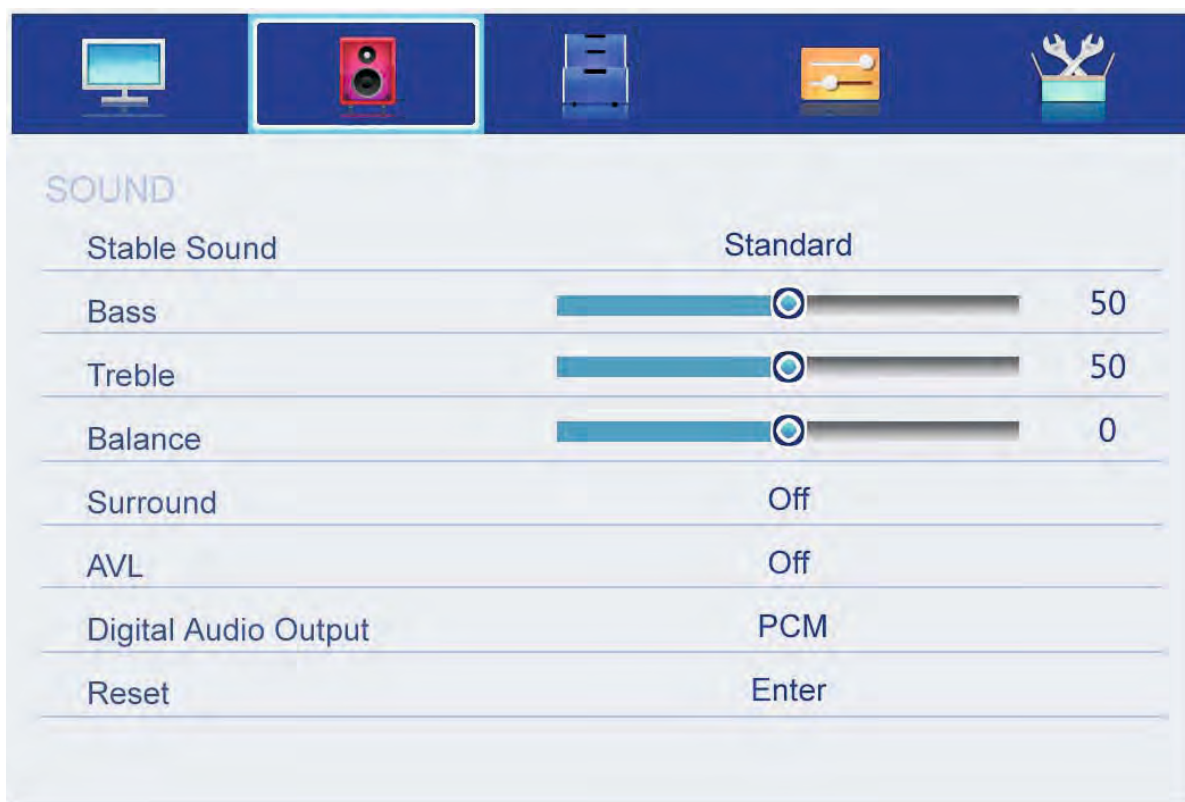 SOUND
Stable Sound Standard
Bass 50
Treble 50
Balance 0
Surround Off
AVL Off
Digital Audio Output PCM
Reset Enter